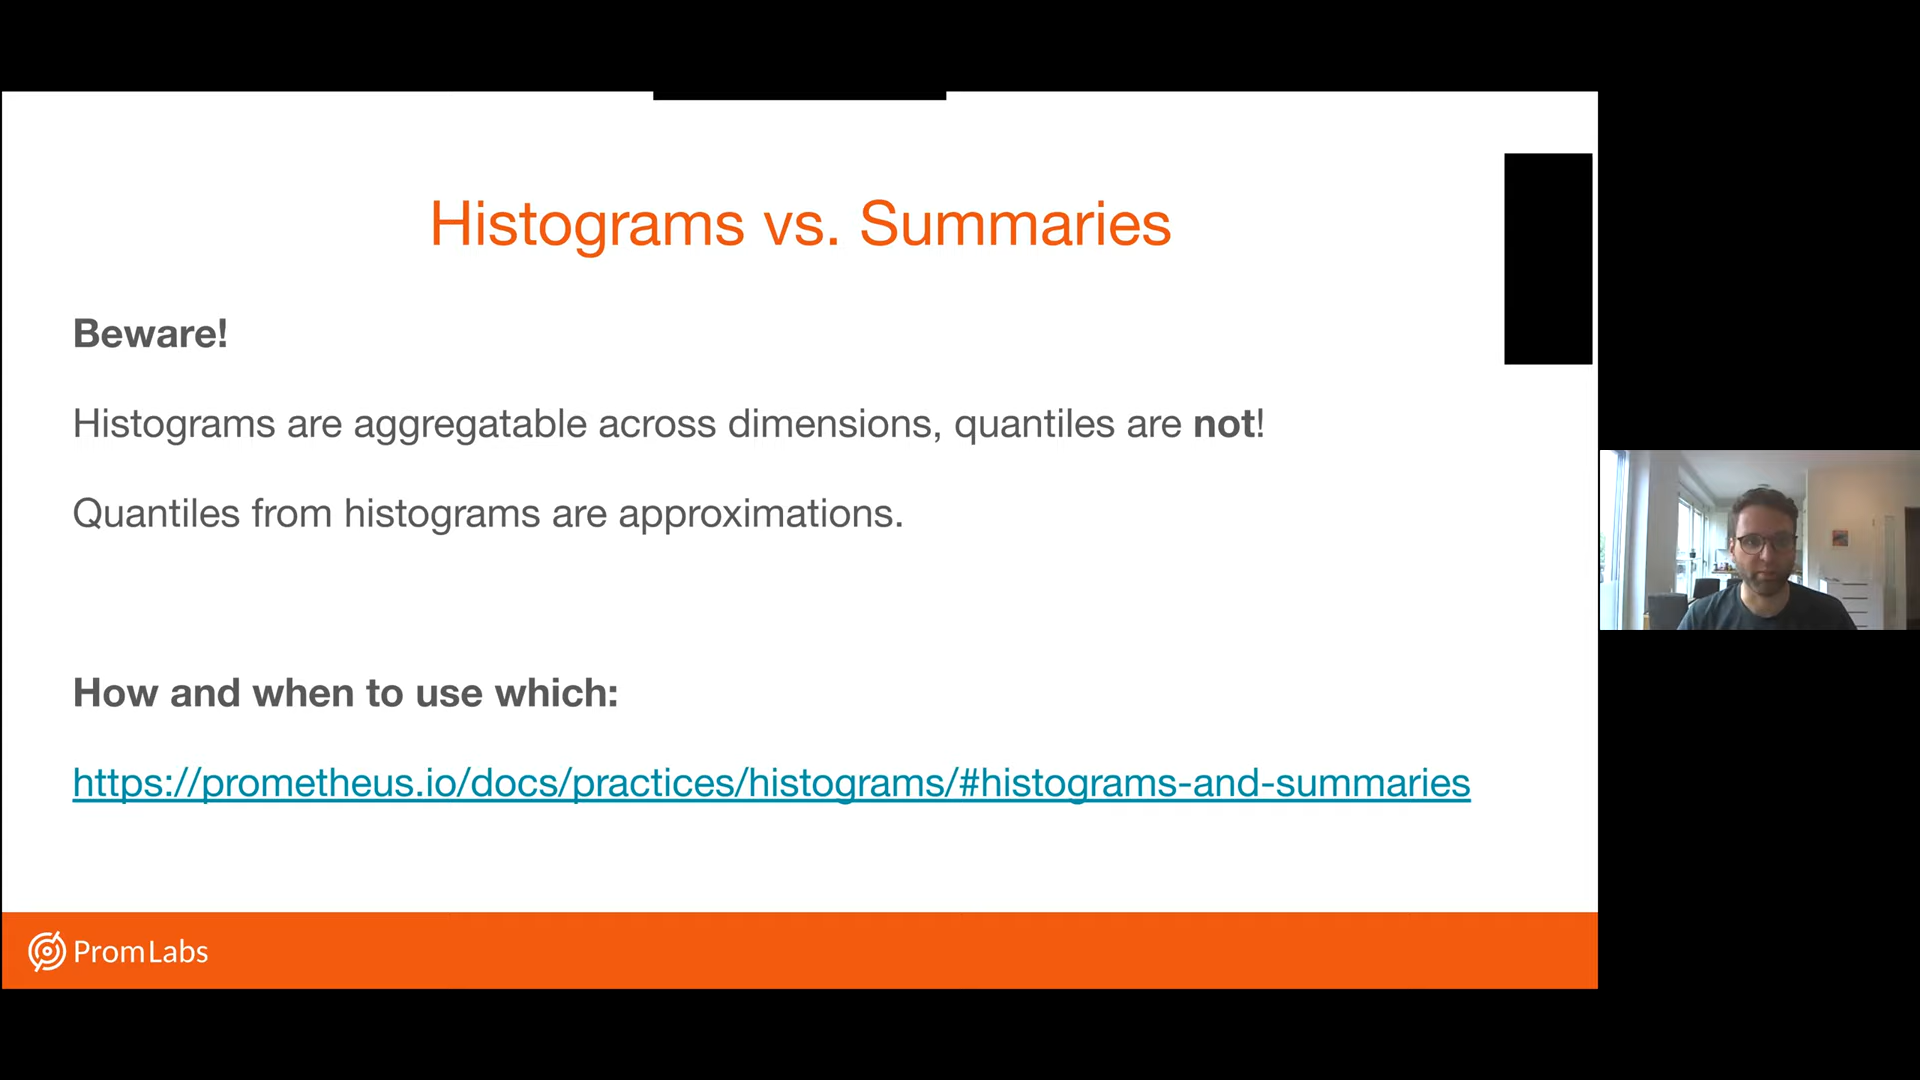 Histograms vs. Summaries
Beware!
Histograms are aggregatable across dimensions, quantiles are not!
Quantiles from histograms are approximations.
How and when to use which:
https://prometheus.io/docs/practices/histograms/#histograms-and-summaries
PromLabs